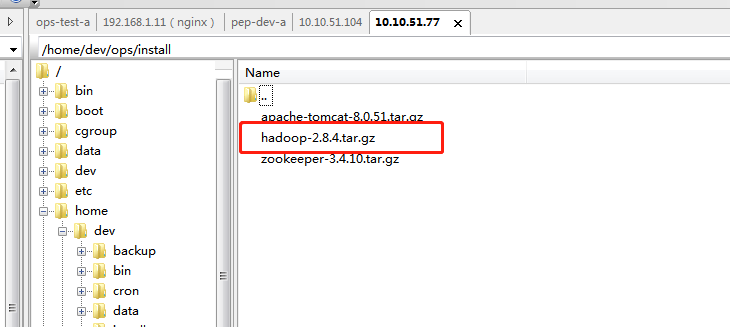 ops-test-a
192.168.1.11 ( nginx )
pep-dev-a
10.10.51.104
10.10.51.77
/home/dev/ops/install
/
bin
boot
cgroup
data
dev
etc
home
dev
backup
bin
cron
data
Name
..
apache-tomcat-8.0.51.tar.gz
hadoop-2.8.4.tar.gz
zookeeper-3.4.10.tar.gz